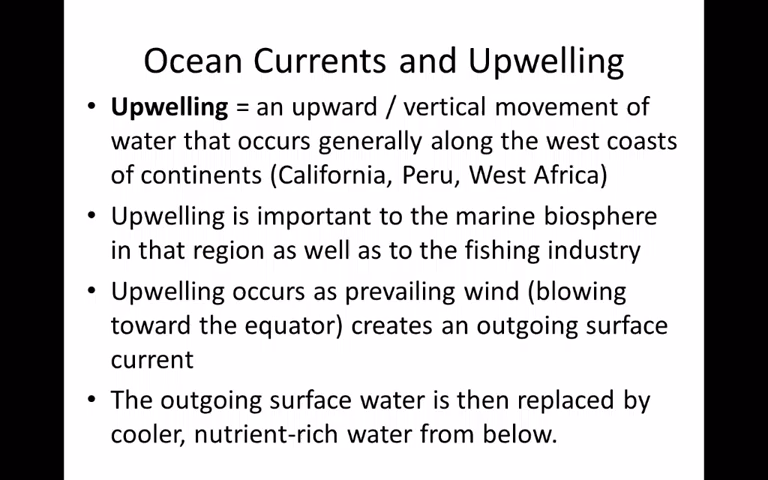 Ocean Currents and Upwelling
• Upwelling = an upward / vertical movement of
water that occurs generally along the west coasts
of continents (California, Peru, West Africa)
• Upwelling is important to the marine biosphere
in that region as well as to the fishing industry
• Upwelling occurs as prevailing wind (blowing
toward the equator) creates an outgoing surface
current
• The outgoing surface water is then replaced by
cooler, nutrient-rich water from below.